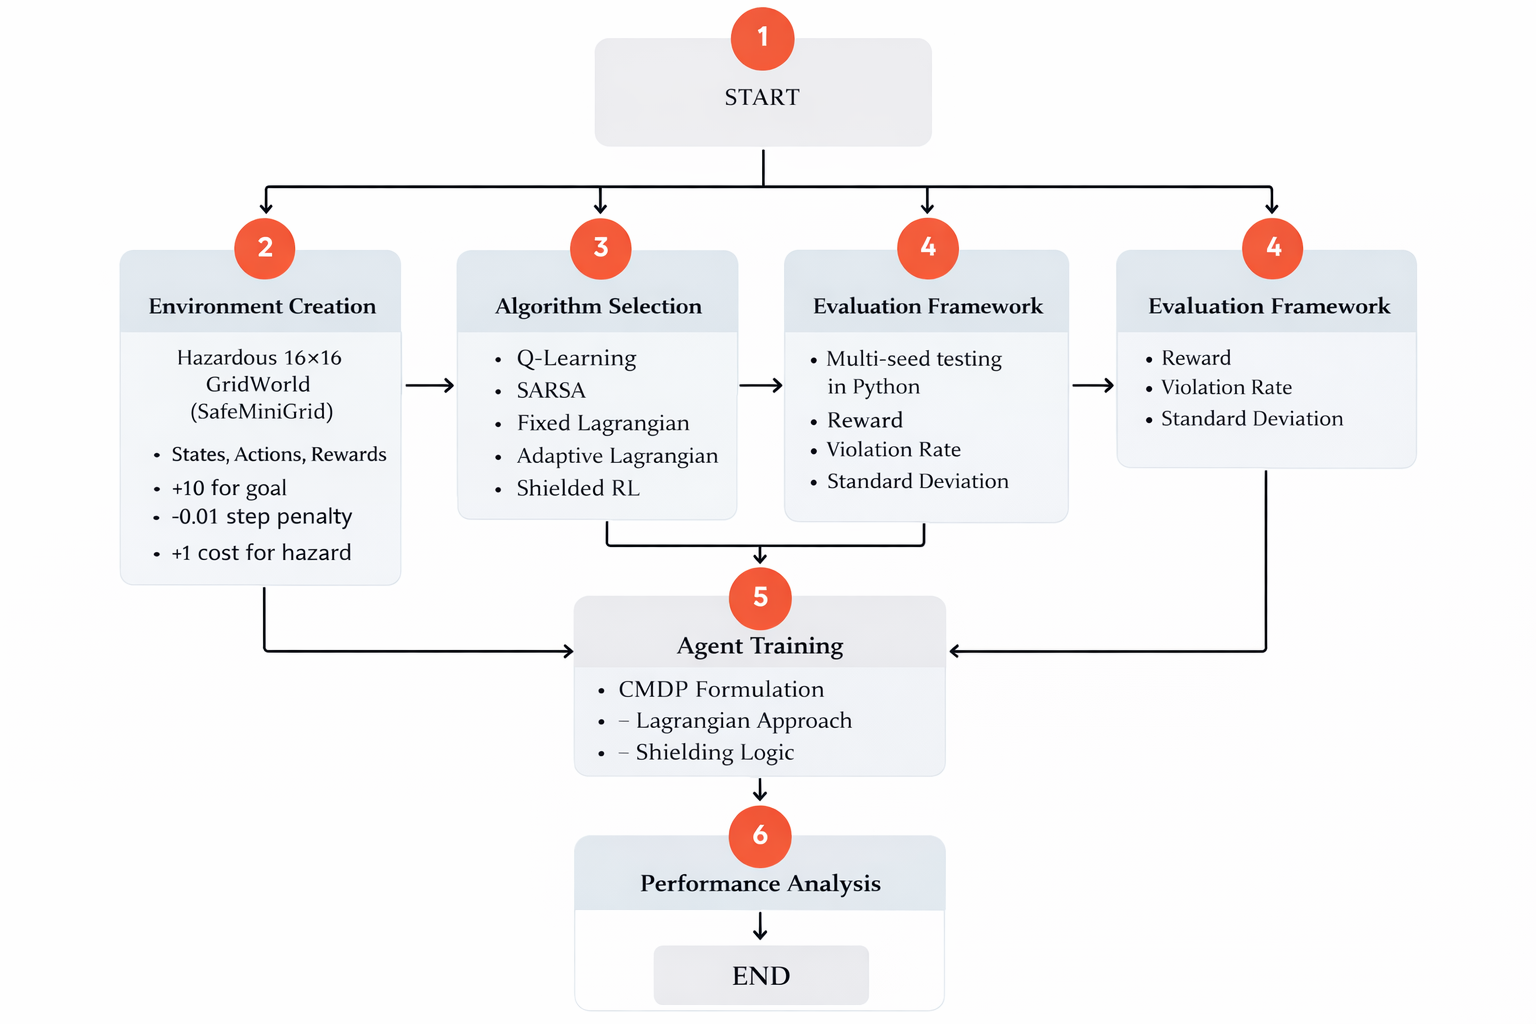 1
START
2
Environment Creation
Hazardous 16×16
GridWorld
(SafeMiniGrid)
• States, Actions, Rewards
• +10 for goal
• -0.01 step penalty
• +1 cost for hazard
3
Algorithm Selection
• Q-Learning
• SARSA
• Fixed Lagrangian
• Adaptive Lagrangian
• Shielded RL
4
Evaluation Framework
• Multi-seed testing
in Python
• Reward
• Violation Rate
• Standard Deviation
4
Evaluation Framework
• Reward
• Violation Rate
• Standard Deviation
5
Agent Training
• CMDP Formulation
• – Lagrangian Approach
• – Shielding Logic
6
Performance Analysis
END